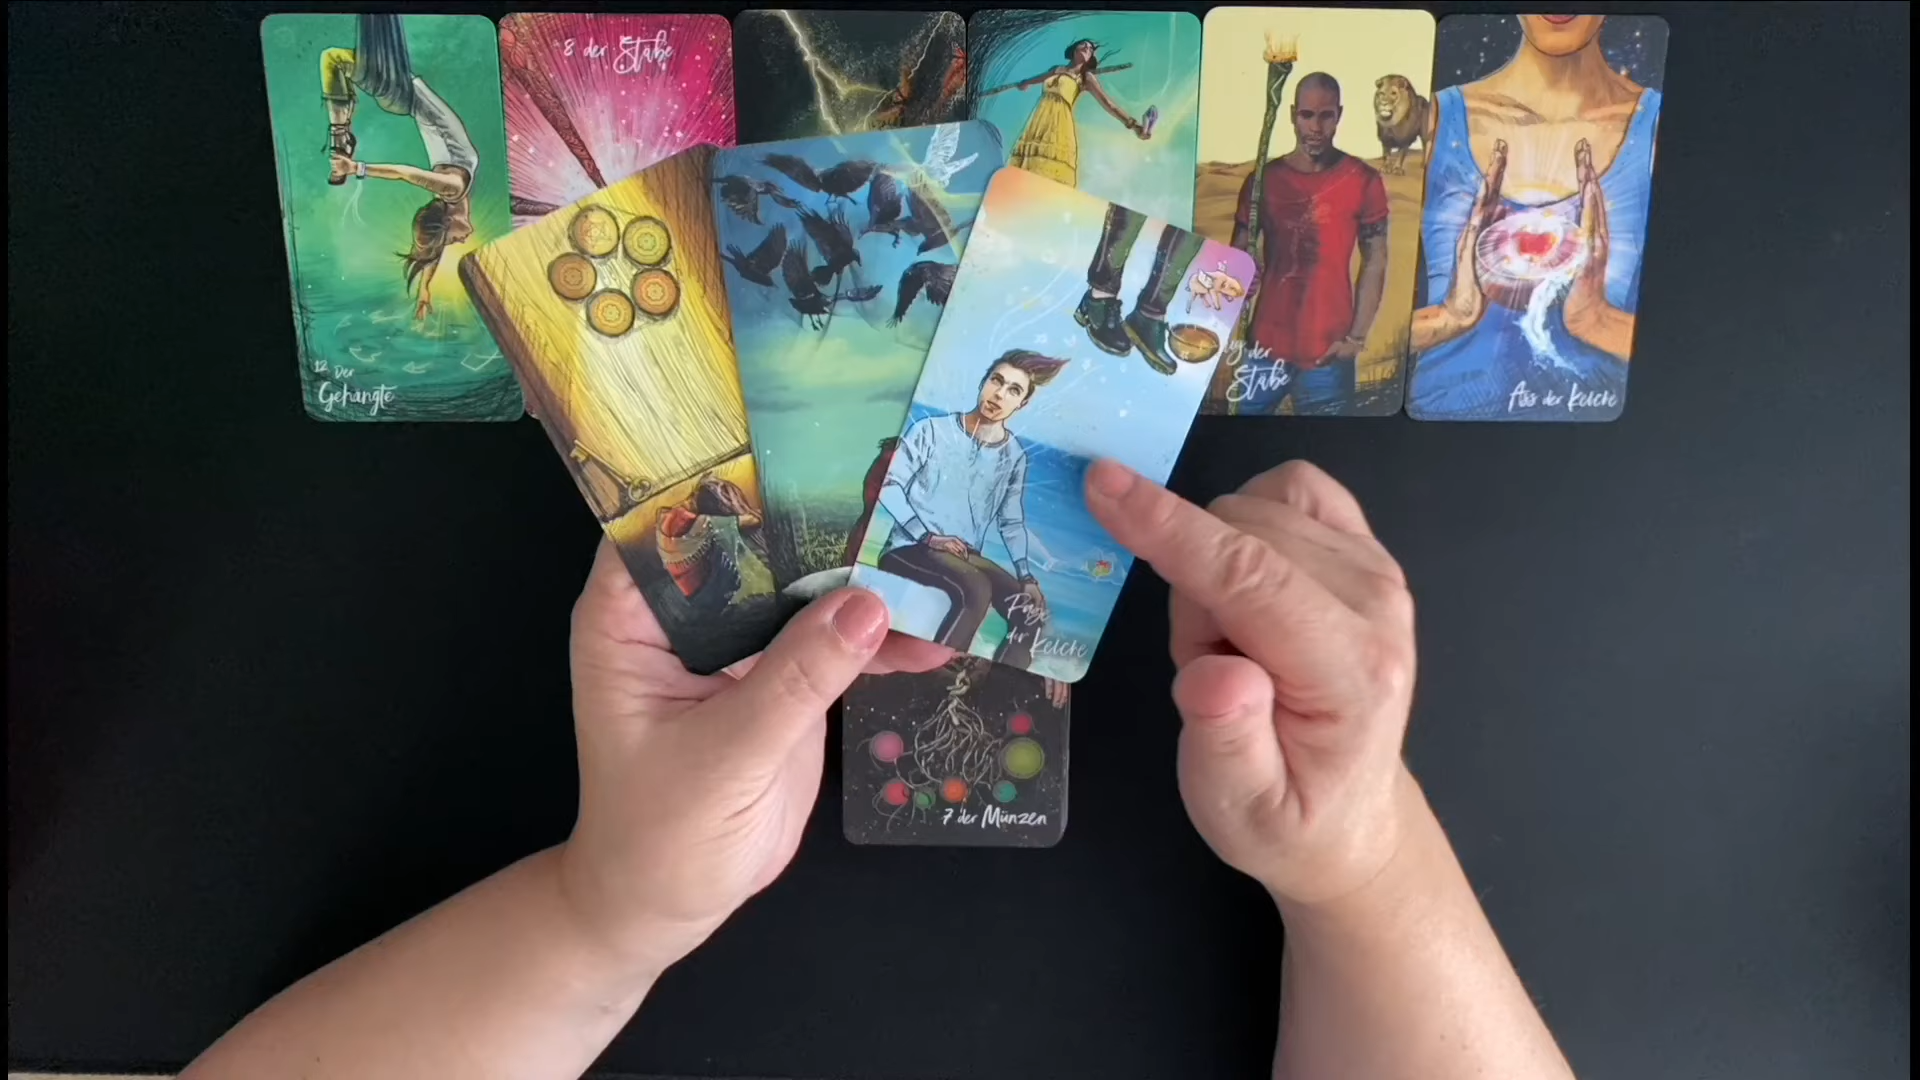 8 der Stäbe
12 Der
Gehängte
der
Stäbe
Ass der Kelche
Page
der Kelche
7 der Münzen